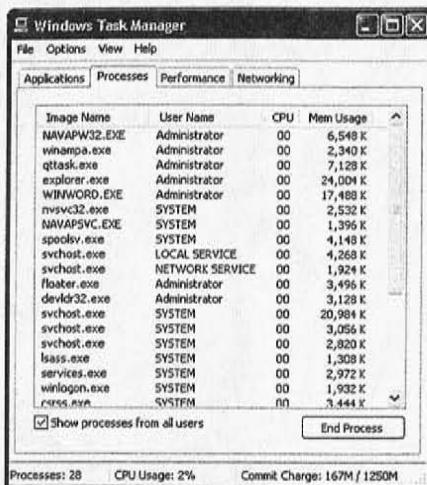 Windows Task Manager
File Options View Help
Applications Processes Performance Networking
Image Name User Name CPU Mem Usage
NAVAPW32.EXE Administrator 00 6,548 K
winampa.exe Administrator 00 2,340 K
qttask.exe Administrator 00 7,128 K
explorer.exe Administrator 00 24,004 K
WINWORD.EXE Administrator 00 17,488 K
nvsvc32.exe SYSTEM 00 2,532 K
NAVAPSVC.EXE SYSTEM 00 1,396 K
spoolsv.exe SYSTEM 00 4,148 K
svchost.exe LOCAL SERVICE 00 4,268 K
svchost.exe NETWORK SERVICE 00 1,924 K
floater.exe Administrator 00 3,496 K
devldr32.exe Administrator 00 3,128 K
svchost.exe SYSTEM 00 20,984 K
svchost.exe SYSTEM 00 3,056 K
svchost.exe SYSTEM 00 2,820 K
lsass.exe SYSTEM 00 1,308 K
services.exe SYSTEM 00 2,972 K
winlogon.exe SYSTEM 00 1,932 K
csrss.exe SYSTEM 00 3,444 K
Show processes from all users
End Process
Processes: 28 CPU Usage: 2% Commit Charge: 167M / 1250M